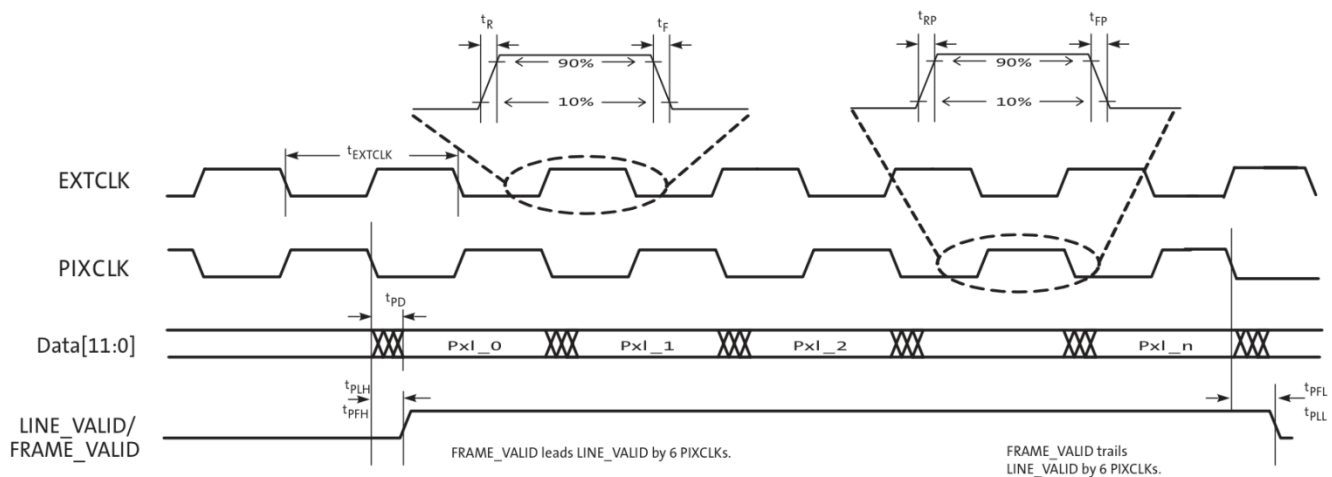 tR
tF
tRP
tFP
90%
90%
10%
10%
tEXTCLK
EXTCLK
PIXCLK
tPD
Data[11:0]
Pxl_0
Pxl_1
Pxl_2
Pxl_n
tPLH
tPFH
tPFL
tPLL
LINE_VALID/
FRAME_VALID
FRAME_VALID leads LINE_VALID by 6 PIXCLKs.
FRAME_VALID trails
LINE_VALID by 6 PIXCLKs.